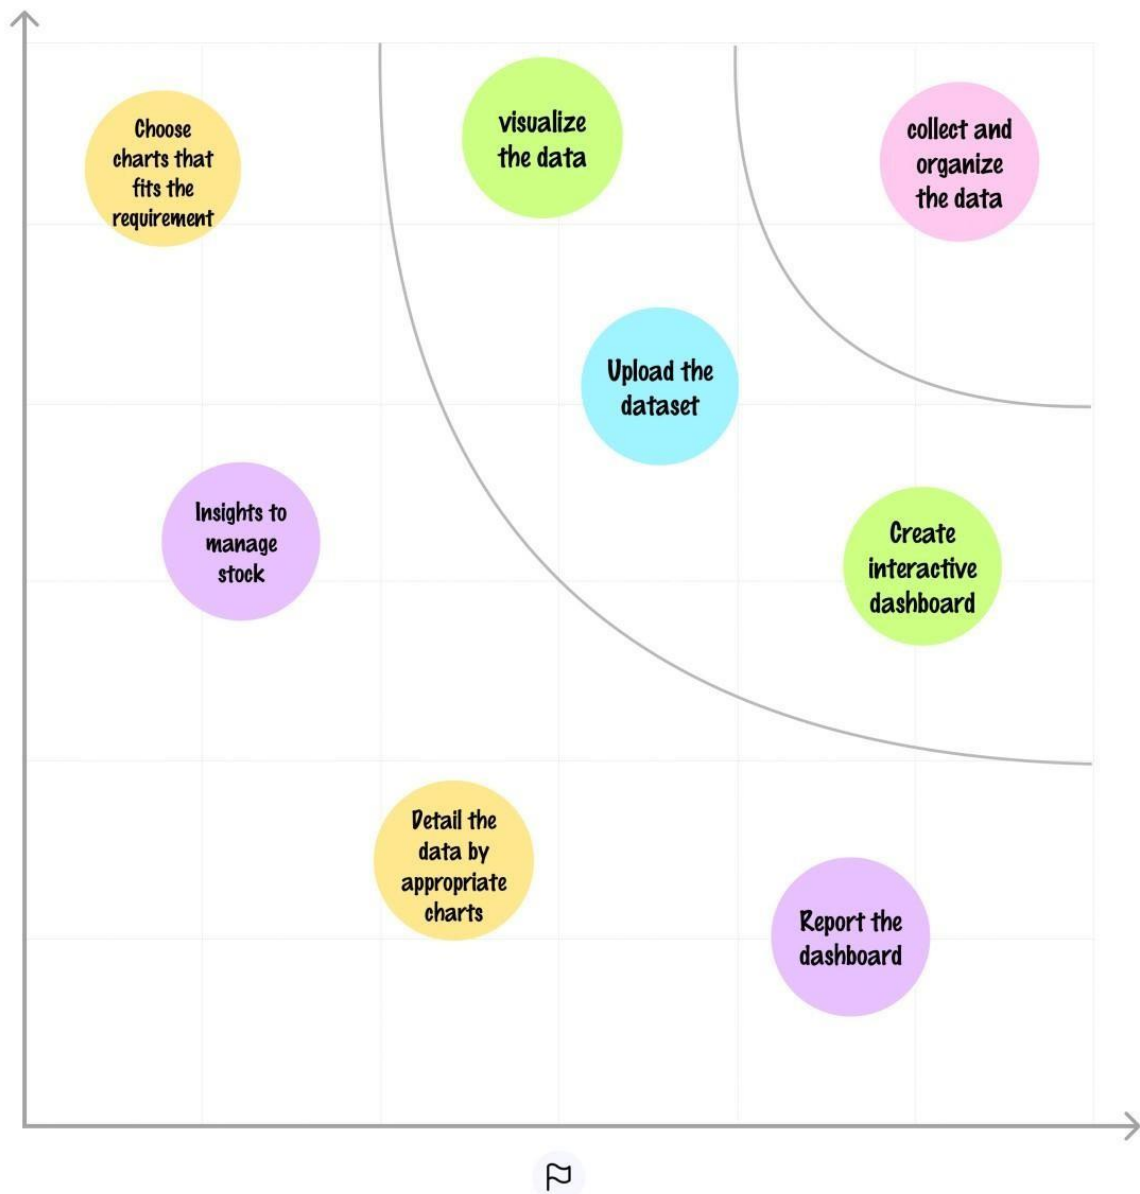 Choose
charts that
fits the
requirement
visualize
the data
collect and
organize
the data
Upload the
dataset
Insights to
manage
stock
Create
interactive
dashboard
Detail the
data by
appropriate
charts
Report the
dashboard